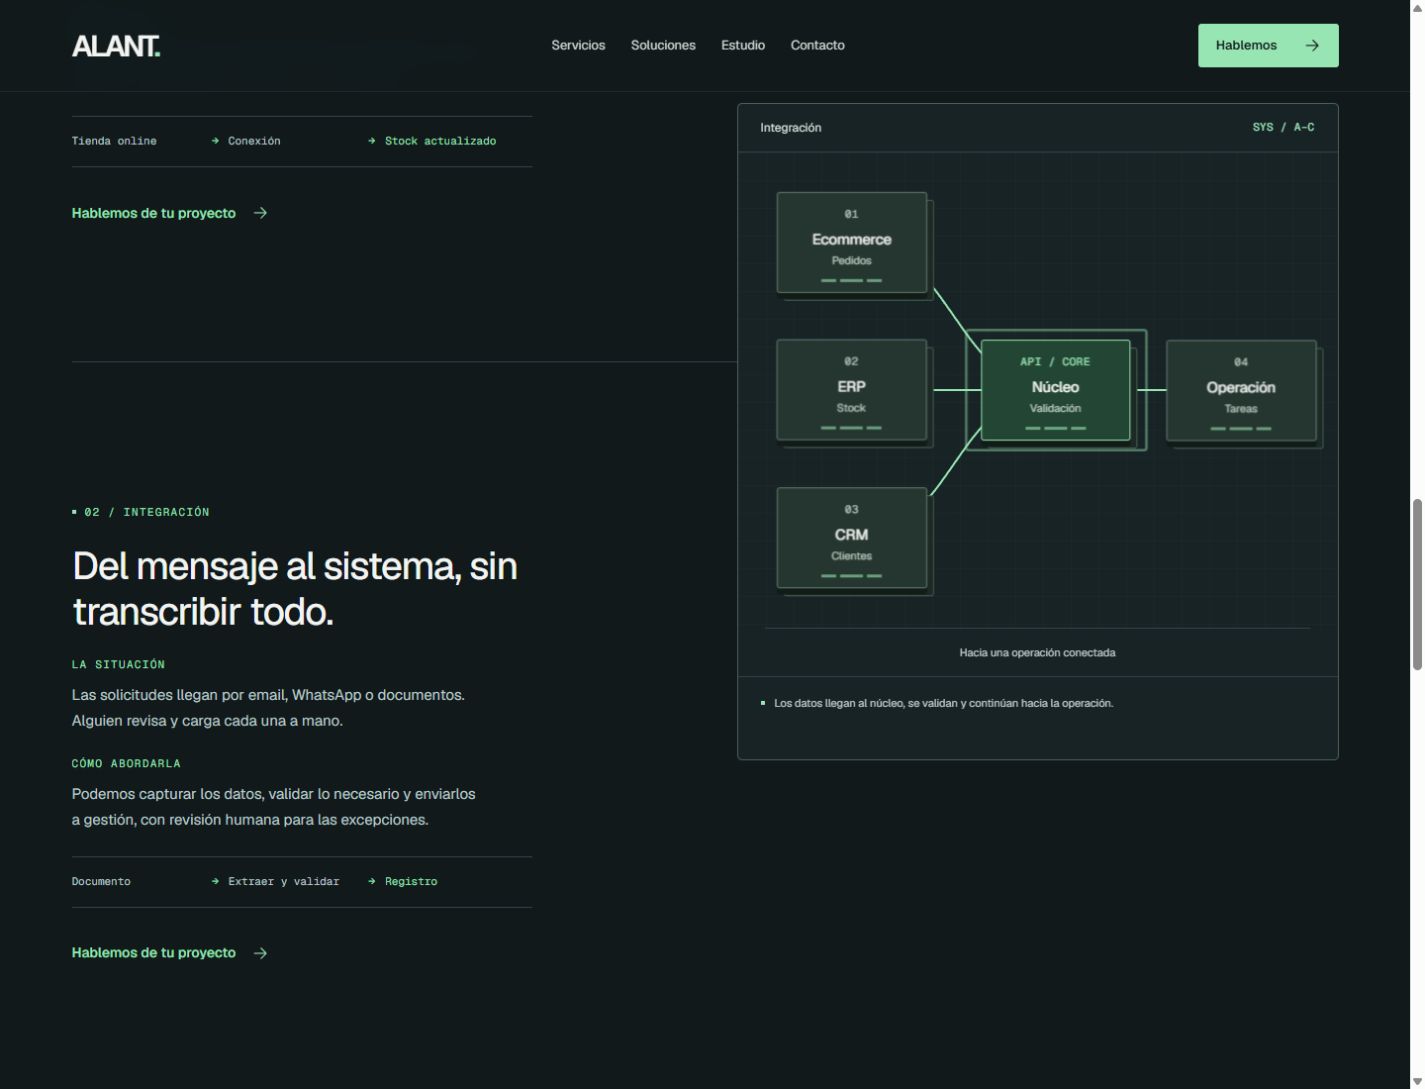 ALANT.
Servicios
Soluciones
Estudio
Contacto
Hablemos →
Tienda online → Conexión → Stock actualizado
Hablemos de tu proyecto →
02 / INTEGRACIÓN
Del mensaje al sistema, sin
transcribir todo.
LA SITUACIÓN
Las solicitudes llegan por email, WhatsApp o documentos.
Alguien revisa y carga cada una a mano.
CÓMO ABORDARLA
Podemos capturar los datos, validar lo necesario y enviarlos
a gestión, con revisión humana para las excepciones.
Documento → Extraer y validar → Registro
Hablemos de tu proyecto →
Integración
SYS / A-C
01
Ecommerce
Pedidos
02
ERP
Stock
API / CORE
Núcleo
Validación
04
Operación
Tareas
03
CRM
Clientes
Hacia una operación conectada
Los datos llegan al núcleo, se validan y continúan hacia la operación.